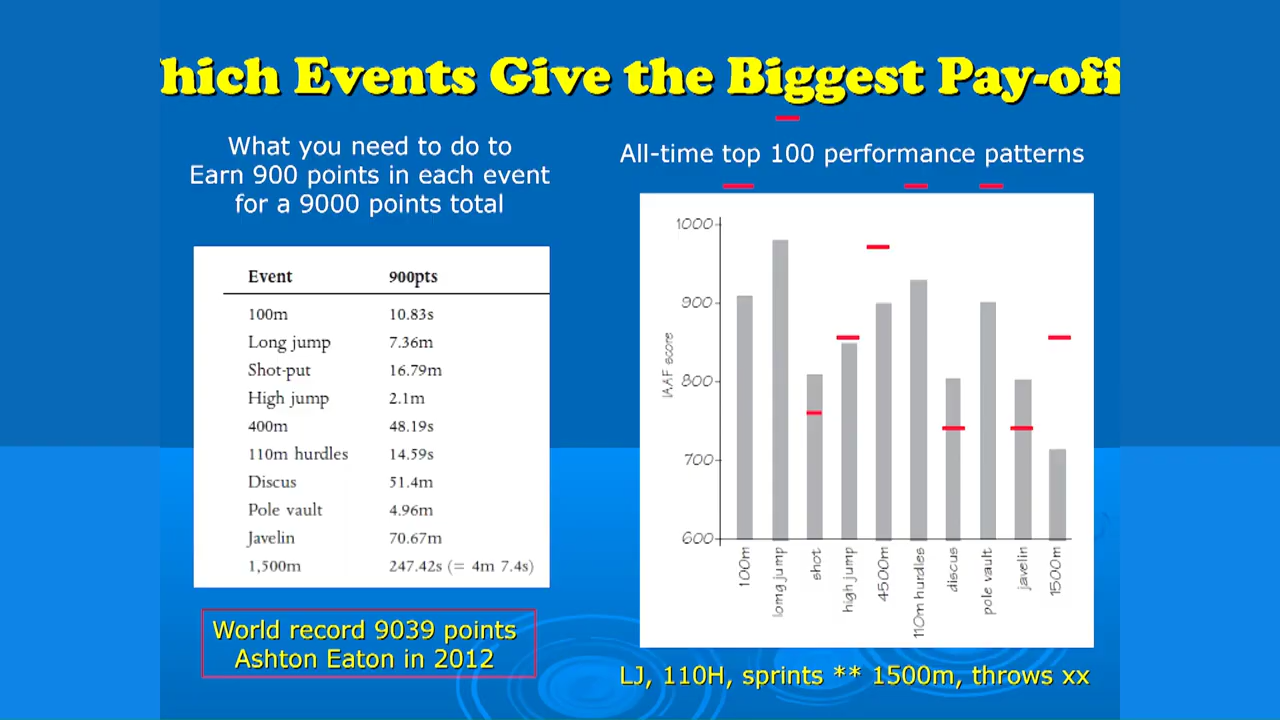 hich Events Give the Biggest Pay-off
What you need to do to
Earn 900 points in each event
for a 9000 points total
Event 900pts
100m 10.83s
Long jump 7.36m
Shot-put 16.79m
High jump 2.1m
400m 48.19s
110m hurdles 14.59s
Discus 51.4m
Pole vault 4.96m
Javelin 70.67m
1,500m 247.42s (= 4m 7.4s)
World record 9039 points
Ashton Eaton in 2012
All-time top 100 performance patterns
IAAF score
1000
900
800
700
600
100m
long jump
shot
high jump
4500m
110m hurdles
discus
pole vault
javelin
1500m
LJ, 110H, sprints ** 1500m, throws xx